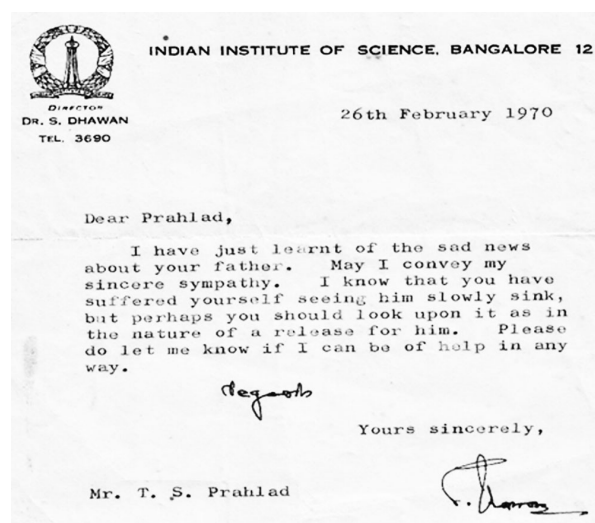 INDIAN INSTITUTE OF SCIENCE, BANGALORE 12
DIRECTOR
DR. S. DHAWAN
TEL. 3690
26th February 1970
Dear Prahlad,
I have just learnt of the sad news
about your father. May I convey my
sincere sympathy. I know that you have
suffered yourself seeing him slowly sink,
but perhaps you should look upon it as in
the nature of a release for him. Please
do let me know if I can be of help in any
way.
Regards
Yours sincerely,
S. Dhawan
Mr. T. S. Prahlad